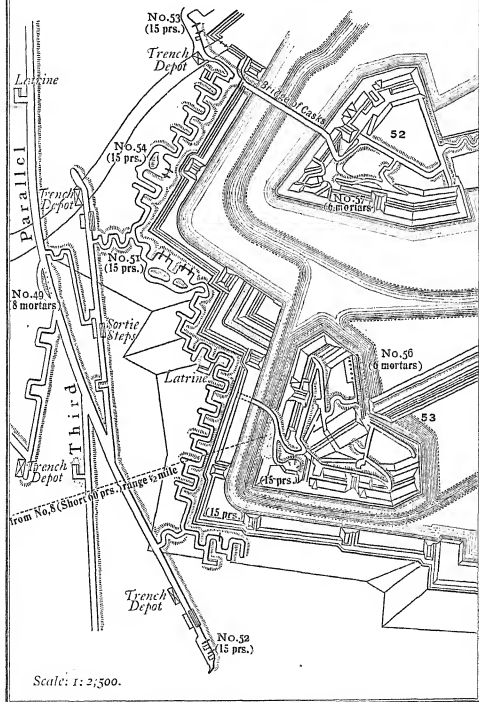 No.53
(15 prs.)
Trench
Depot
Latrine
Bridge of Casks
52
No.54
(15 prs.)
Parallel
Trench
Depot
No.57
(6 mortars)
No.51
(15 prs.)
No.49
8 mortars)
Sortie
Steps
No.56
(6 mortars)
Latrine
53
Third
Trench
Depot
(15 prs.)
from No.8 (Short 60 prs., range ½ mile
(15 prs.
Trench
Depot
No.52
(15 prs.)
Scale: 1:2,500.